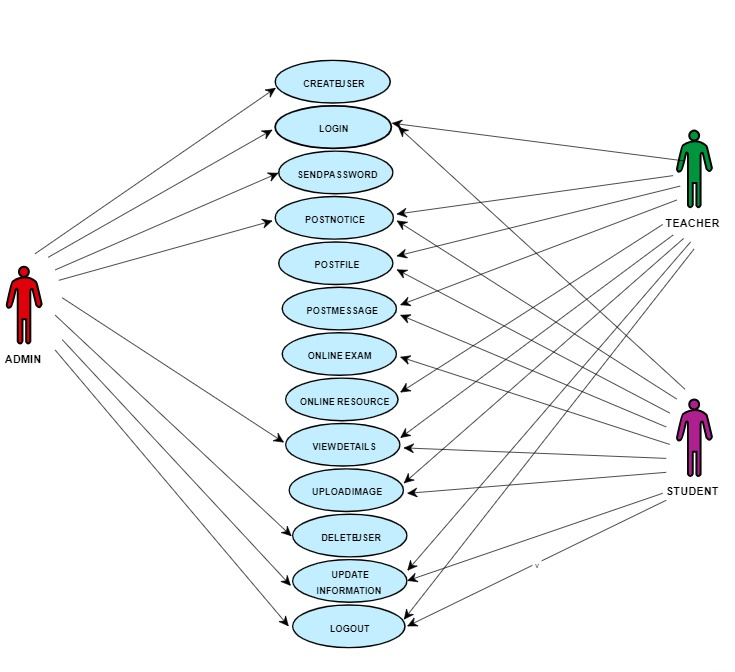 CREATEUSER
LOGIN
SENDPASSWORD
POSTNOTICE
TEACHER
POSTFILE
POSTMESSAGE
ADMIN
ONLINE EXAM
ONLINE RESOURCE
VIEWDETAILS
UPLOADIMAGE
STUDENT
DELETEUSER
v
UPDATE
INFORMATION
LOGOUT